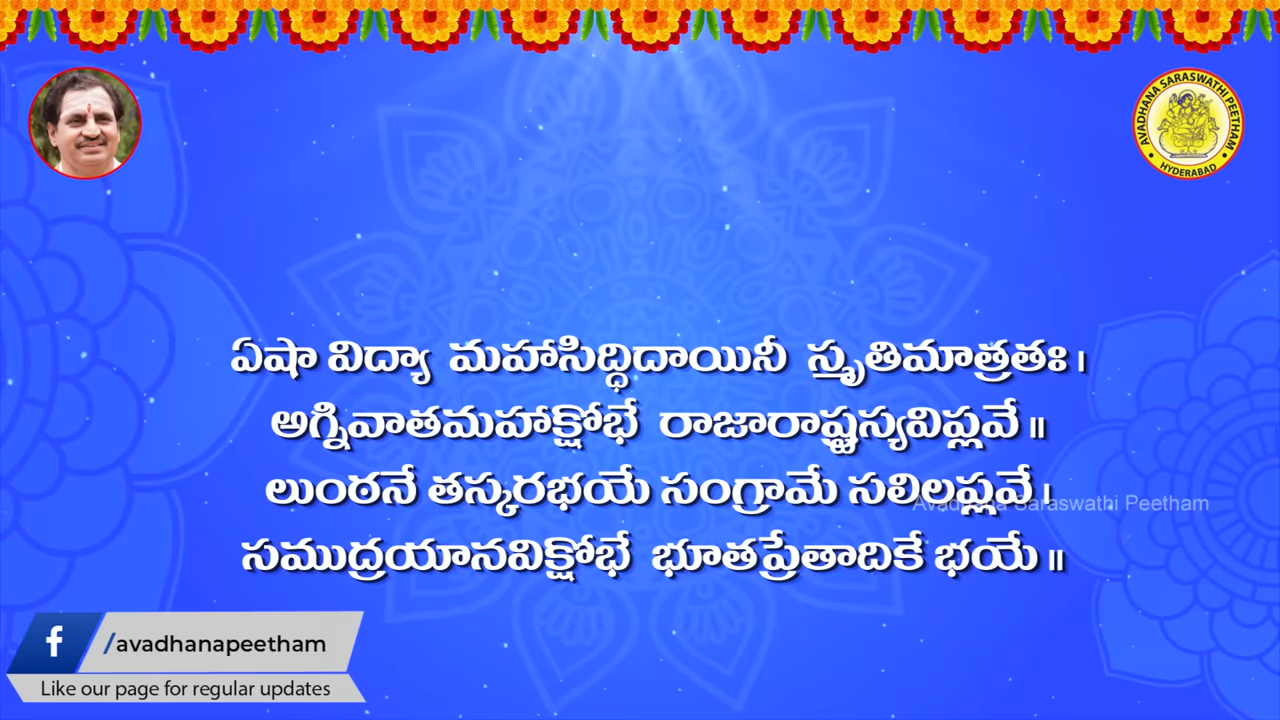 AVADHANA SARASWATHI PEETHAM
HYDERABAD
ఏషా విద్యా మహాసిద్ధిదాయినీ స్మృతిమాత్రతః ।
అగ్నివాతమహాక్షోభే రాజారాష్ట్రస్యవిప్లవే ॥
లుంఠనే తస్కరభయే సంగ్రామే సలిలప్లవే ।
Avadhana Saraswathi Peetham
సముద్రయానవిక్షోభే భూతప్రేతాదికే భయే ॥
f /avadhanapeetham
Like our page for regular updates